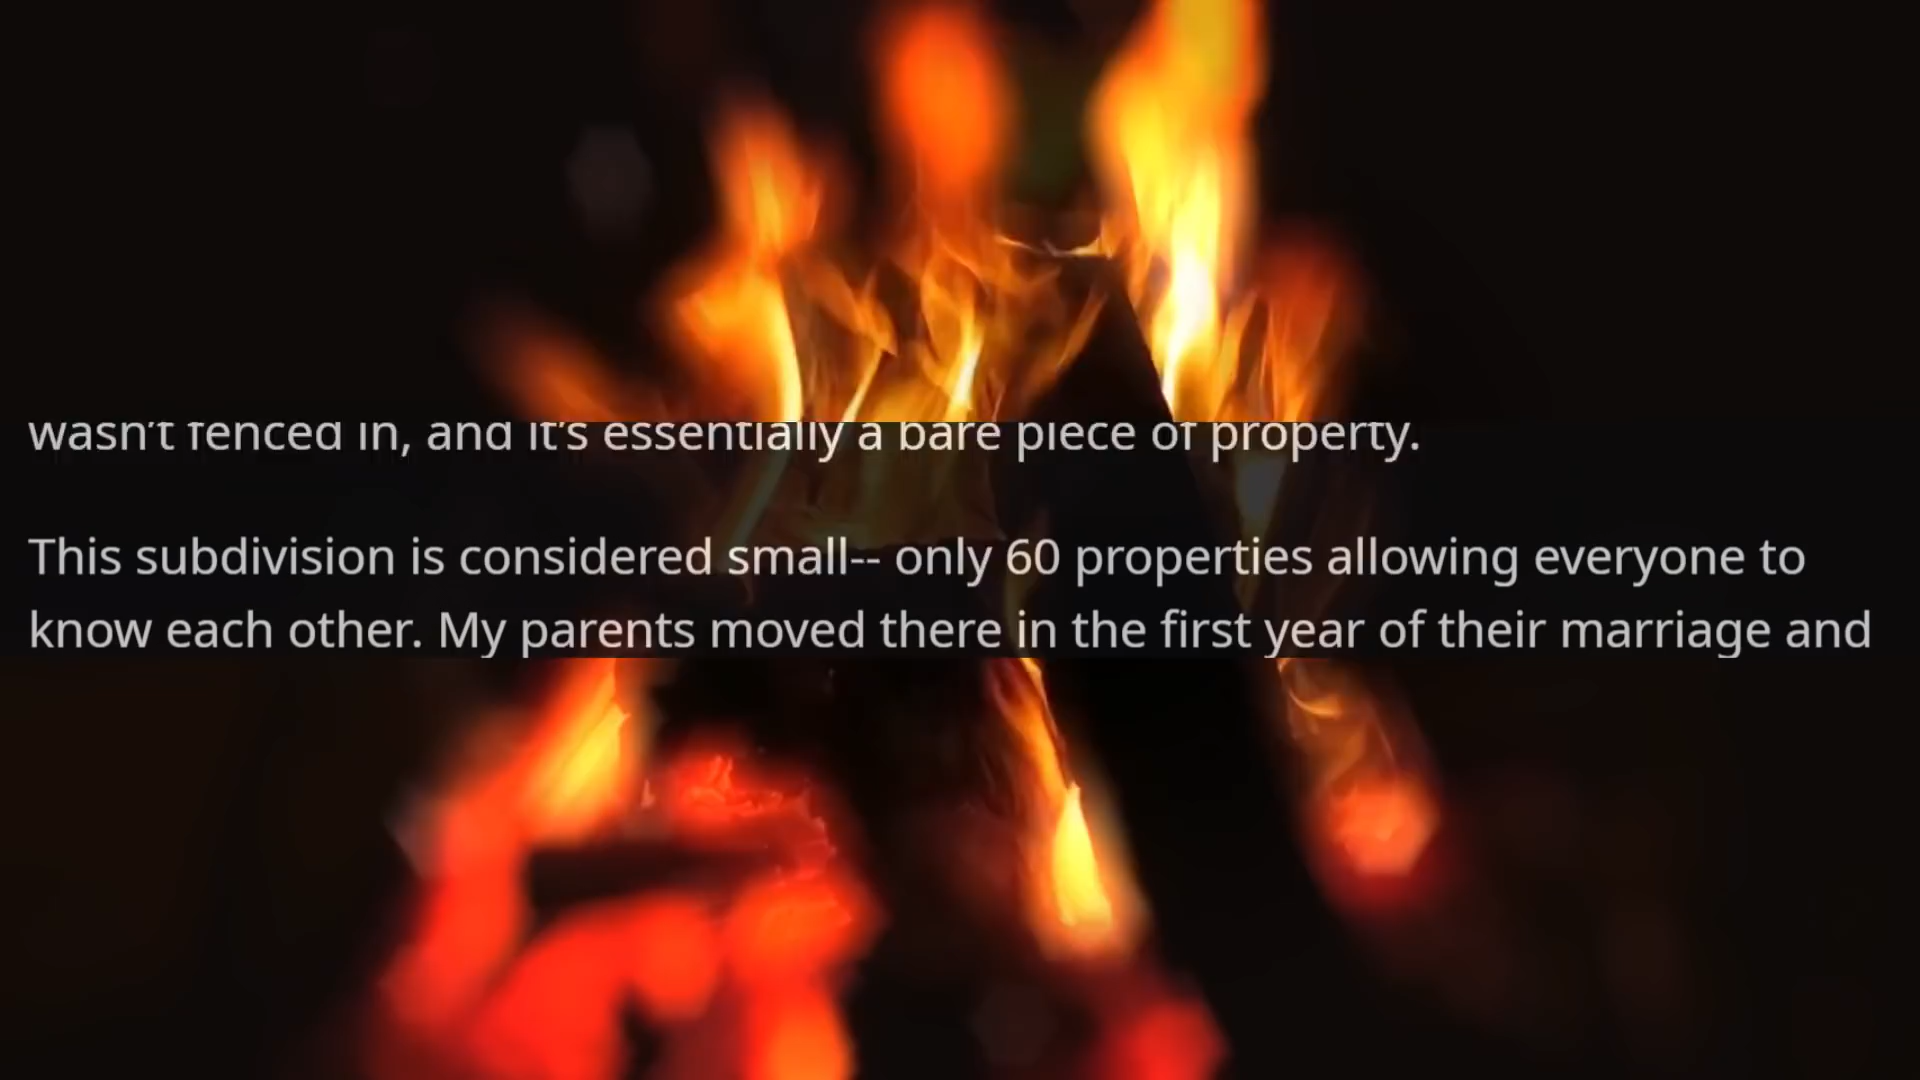 wasn't fenced in, and it's essentially a bare piece of property.
This subdivision is considered small-- only 60 properties allowing everyone to
know each other. My parents moved there in the first year of their marriage and